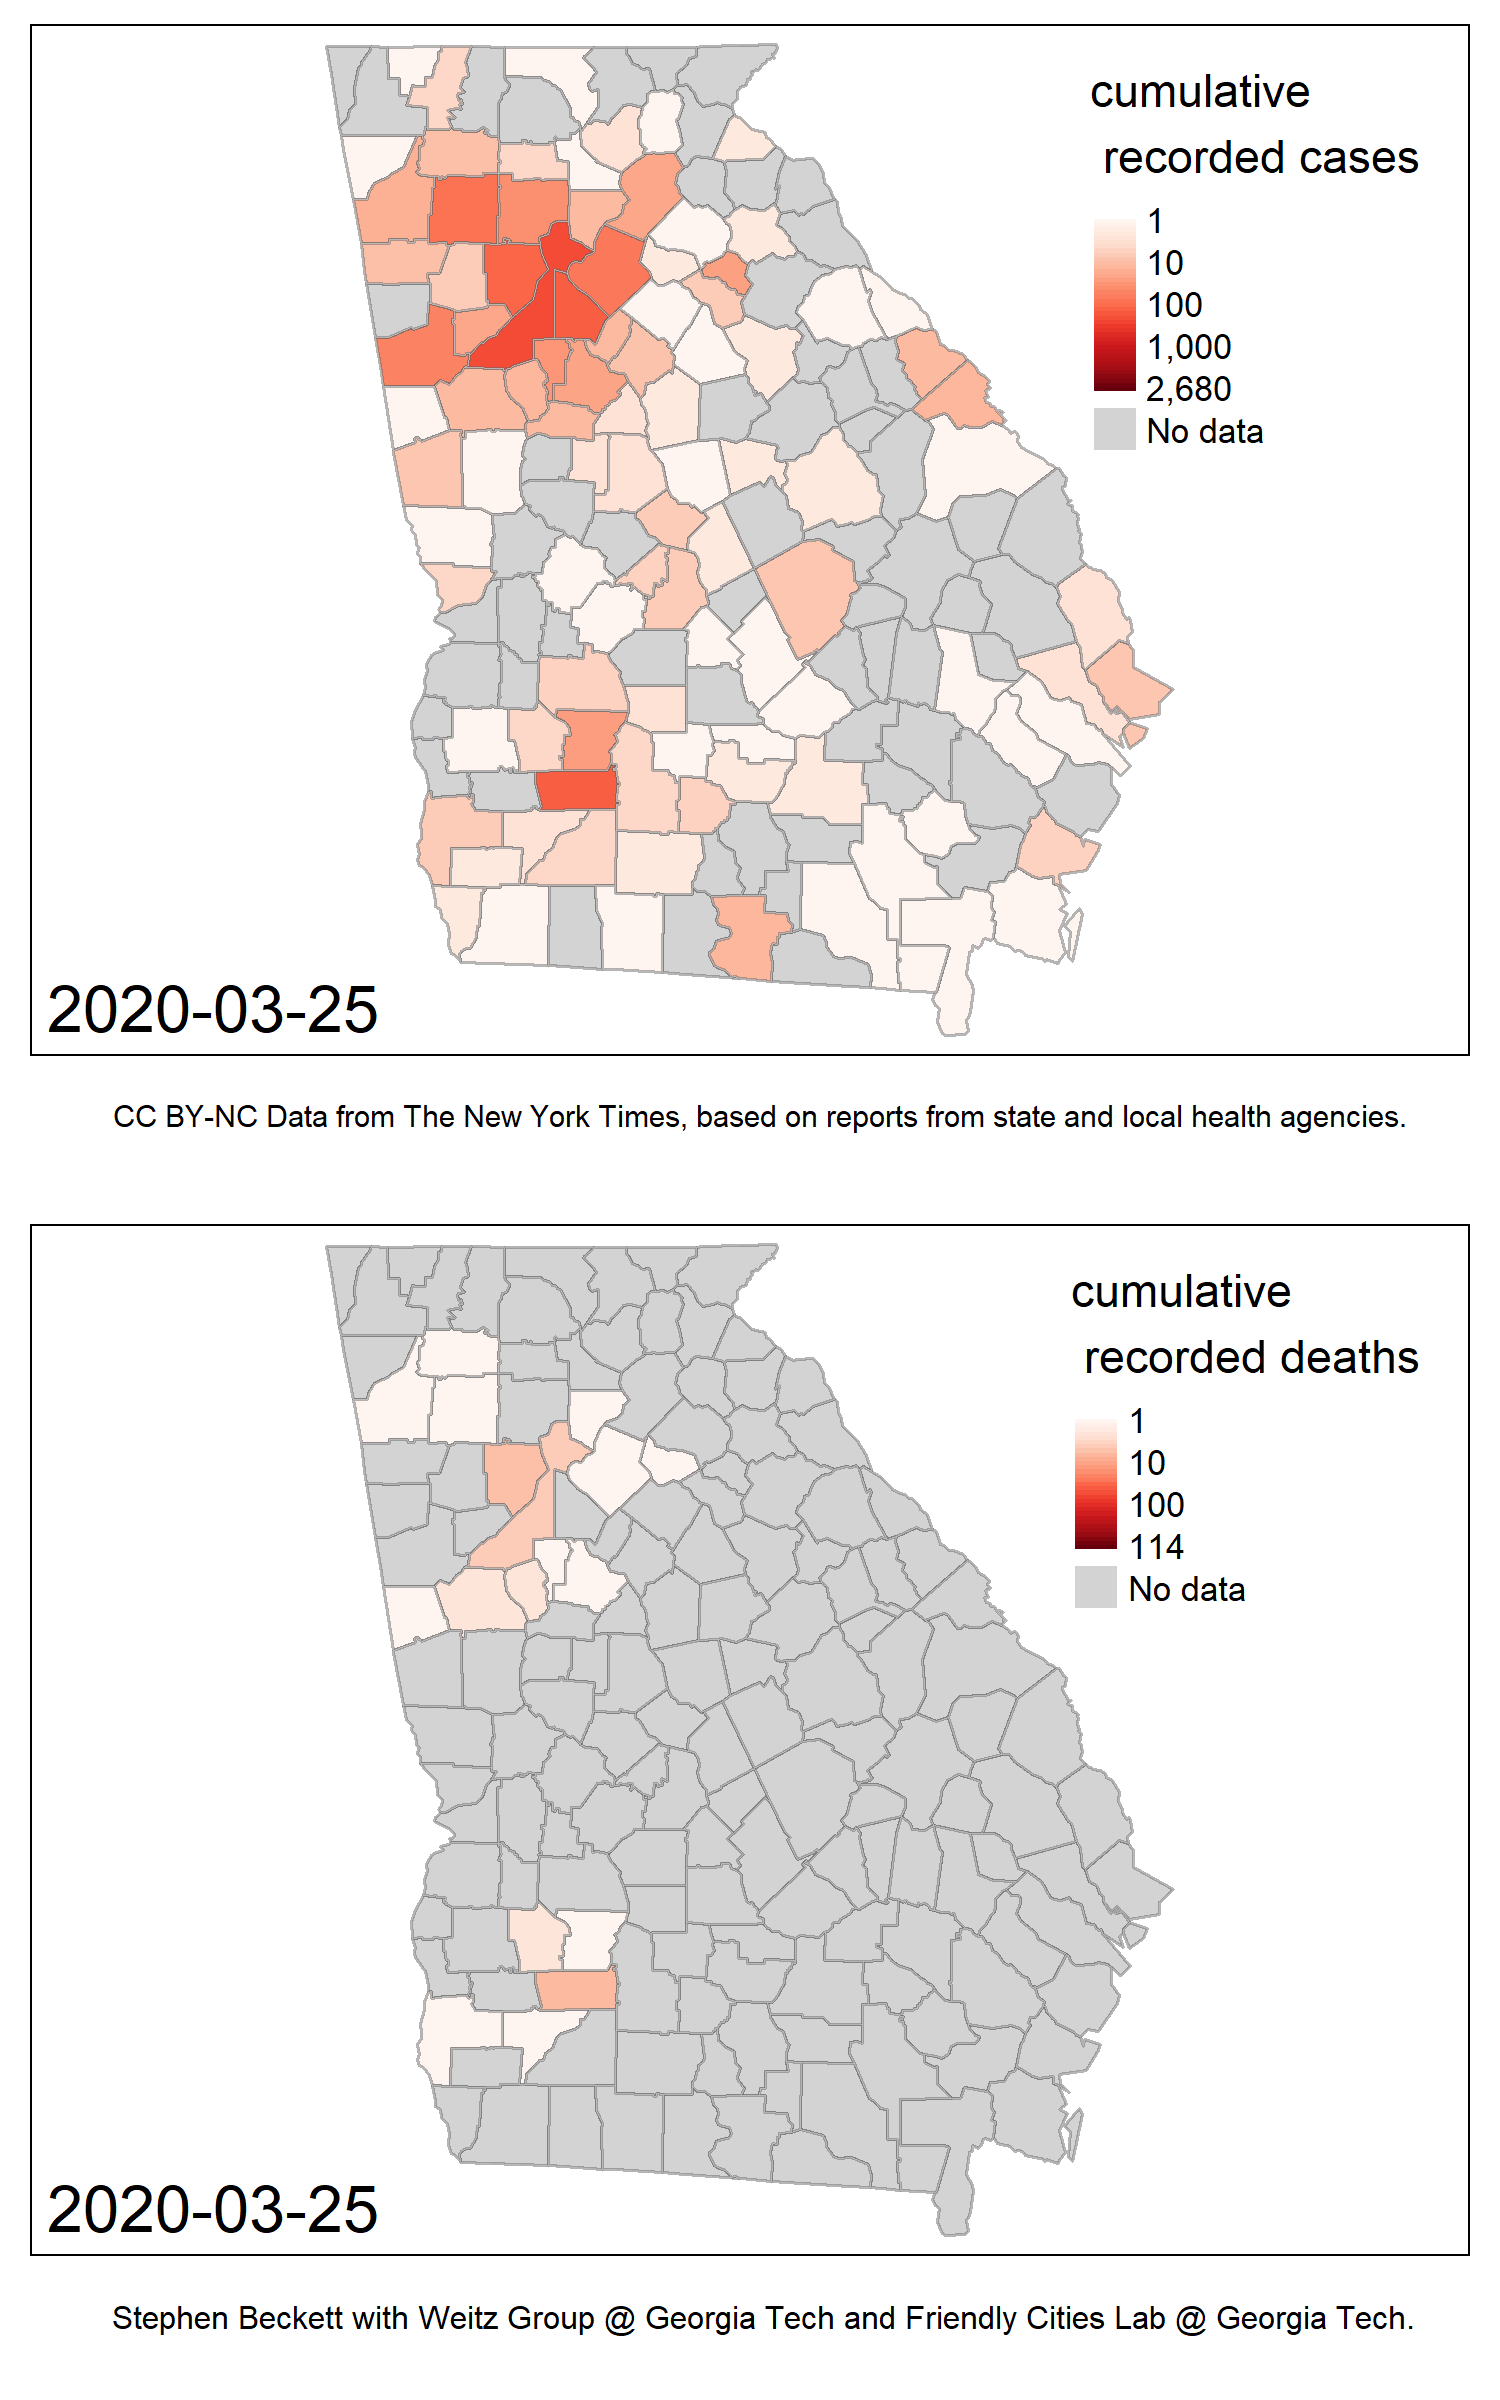 cumulative
recorded cases
1
10
100
1,000
2,680
No data
2020-03-25
CC BY-NC Data from The New York Times, based on reports from state and local health agencies.
cumulative
recorded deaths
1
10
100
114
No data
2020-03-25
Stephen Beckett with Weitz Group @ Georgia Tech and Friendly Cities Lab @ Georgia Tech.